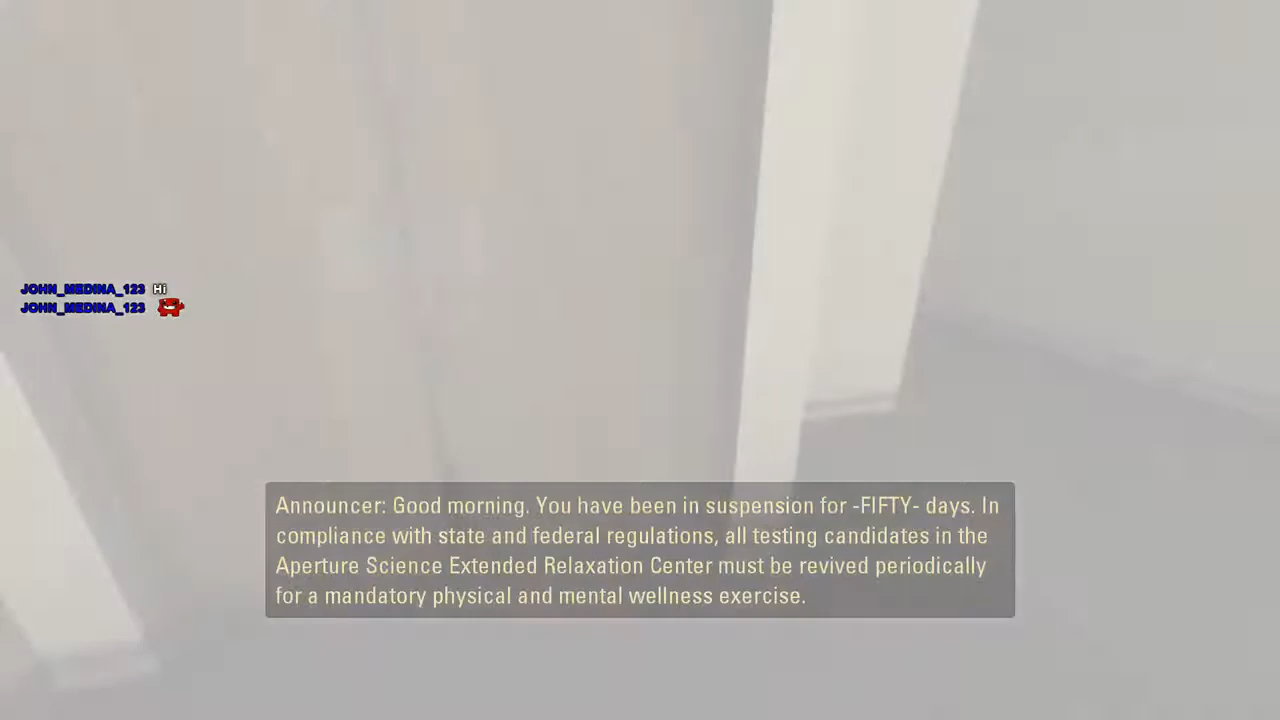 JOHN_MEDINA_123 Hi
JOHN_MEDINA_123
Announcer: Good morning. You have been in suspension for -FIFTY- days. In
compliance with state and federal regulations, all testing candidates in the
Aperture Science Extended Relaxation Center must be revived periodically
for a mandatory physical and mental wellness exercise.